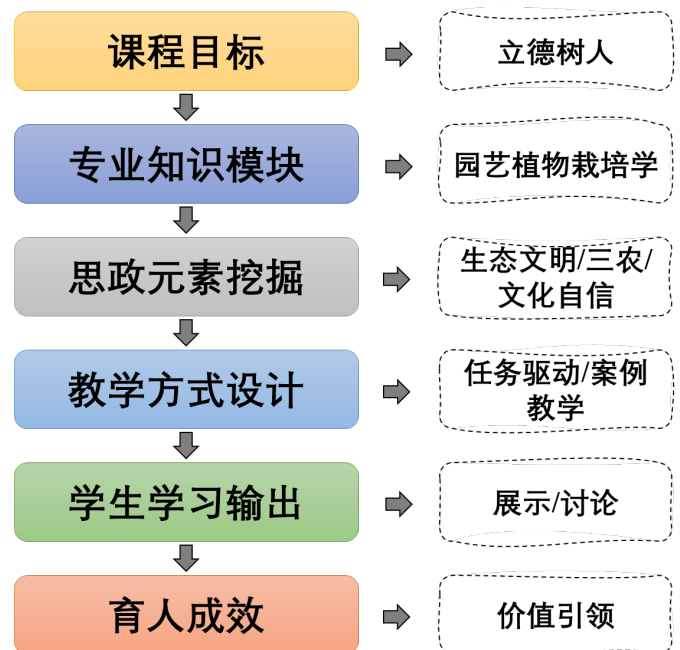 课程目标
立德树人
专业知识模块
园艺植物栽培学
思政元素挖掘
生态文明/三农/
文化自信
教学方式设计
任务驱动/案例
教学
学生学习输出
展示/讨论
育人成效
价值引领